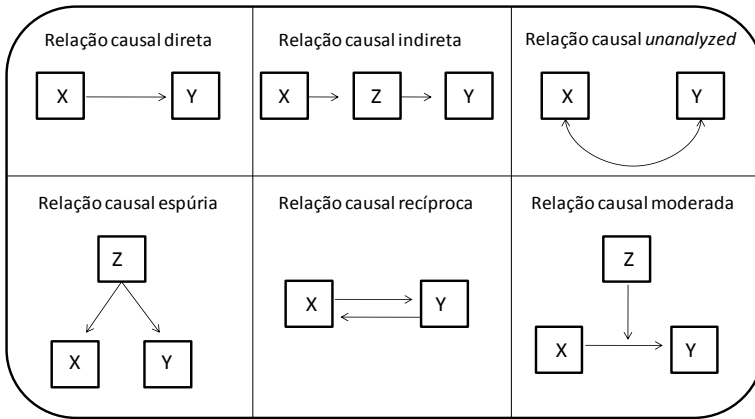 Relação causal direta
X Y
Relação causal indireta
X Z Y
Relação causal unanalyzed
X Y
Relação causal espúria
Z
X Y
Relação causal recíproca
X Y
Relação causal moderada
Z
X Y